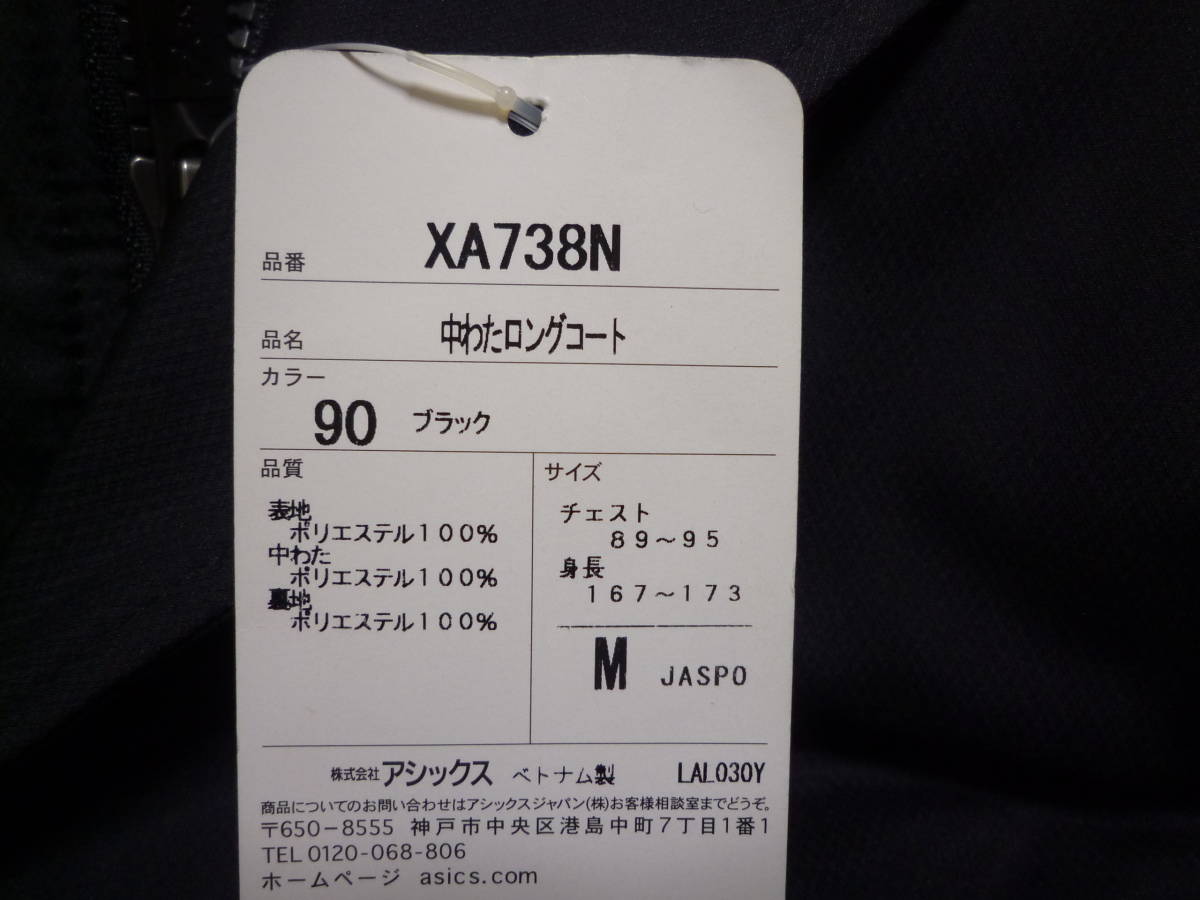 品番 XA738N
品名 中わたロングコート
カラー
90 ブラック
品質
表地
ポリエステル100%
中わた
ポリエステル100%
裏地
ポリエステル100%
サイズ
チェスト
89～95
身長
167～173
M JASPO
株式会社 アシックス ベトナム製 LAL030Y
商品についてのお問い合わせはアシックスジャパン(株)お客様相談室までどうぞ。
〒650-8555 神戸市中央区港島中町7丁目1番1
TEL 0120-068-806
ホームページ asics.com